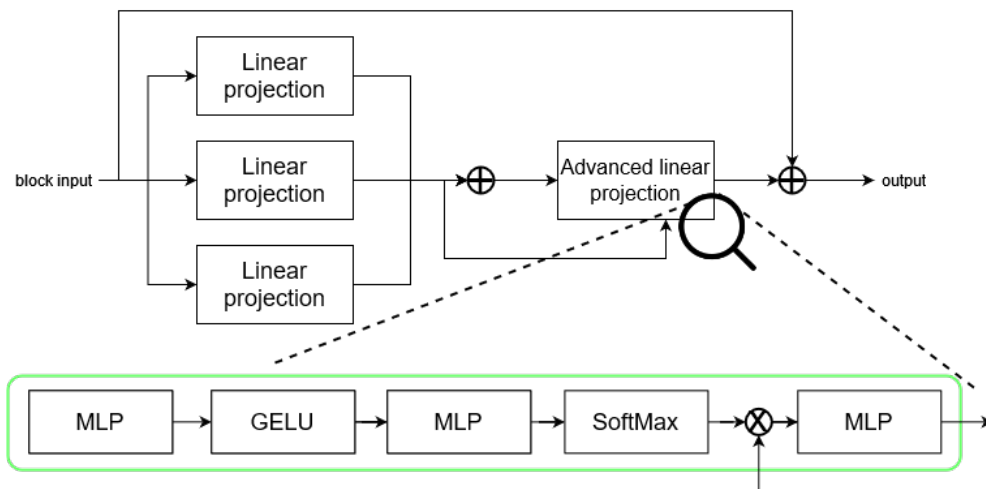 Linear
projection
block input
Linear
projection
Advanced linear
projection
output
Linear
projection
MLP
GELU
MLP
SoftMax
MLP